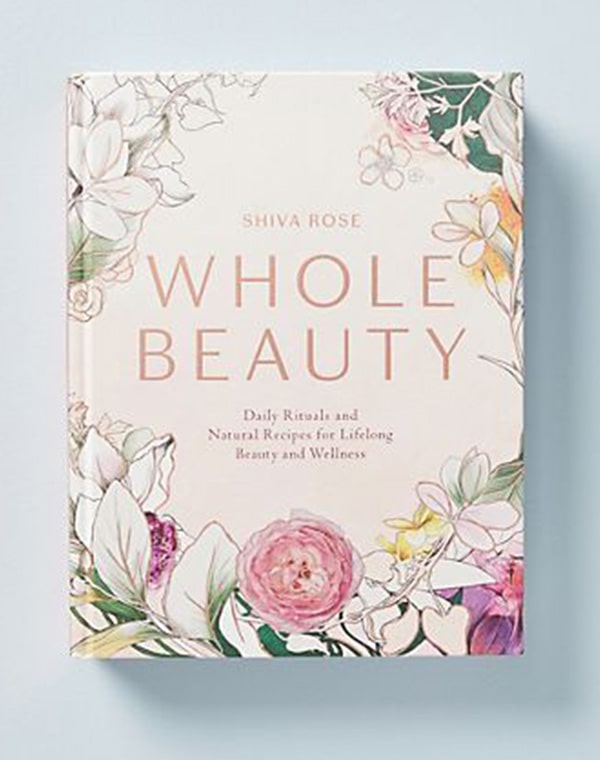 SHIVA ROSE
WHOLE
BEAUTY
Daily Rituals and
Natural Recipes for Lifelong
Beauty and Wellness